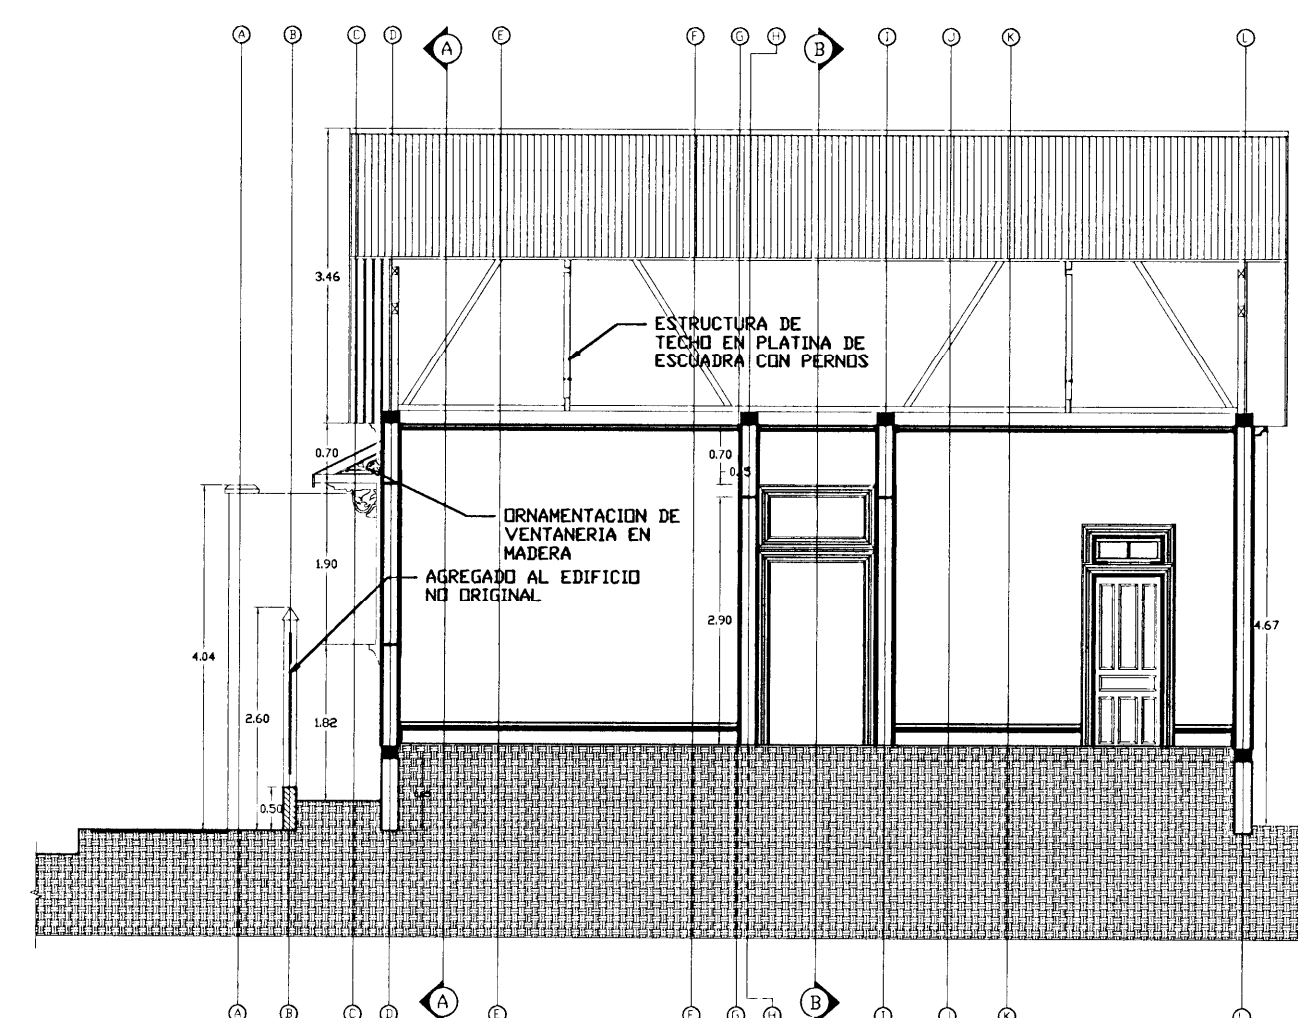 A B C D A E F G H B I J K L
3.46
ESTRUCTURA DE
TECHO EN PLATINA DE
ESCUADRA CON PERNOS
0.70
0.70
ORNAMENTACION DE
VENTANERIA EN
MADERA
1.90
AGREGADO AL EDIFICIO
NO ORIGINAL
2.90
4.67
4.04
2.60
1.82
0.50
A B C D A E F G H B I J K L